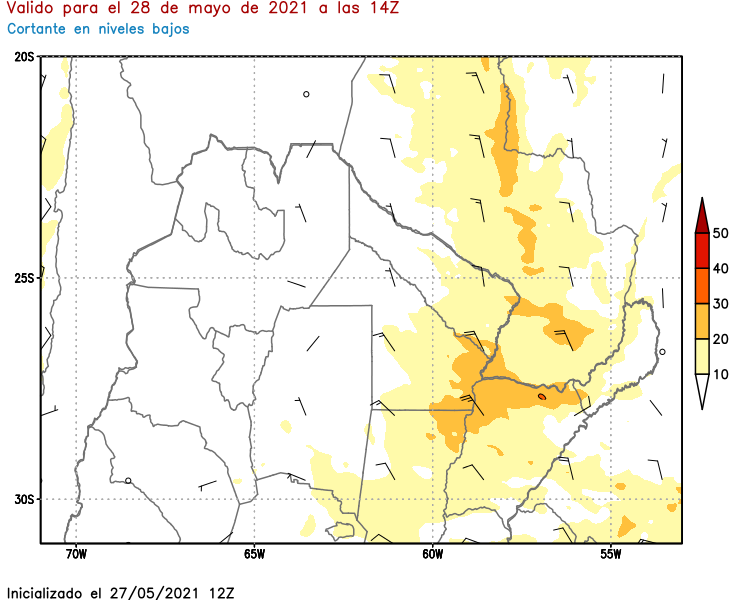 Valido para el 28 de mayo de 2021 a las 14Z
Cortante en niveles bajos
20S
25S
30S
70W
65W
60W
55W
50
40
30
20
10
Inicializado el 27/05/2021 12Z